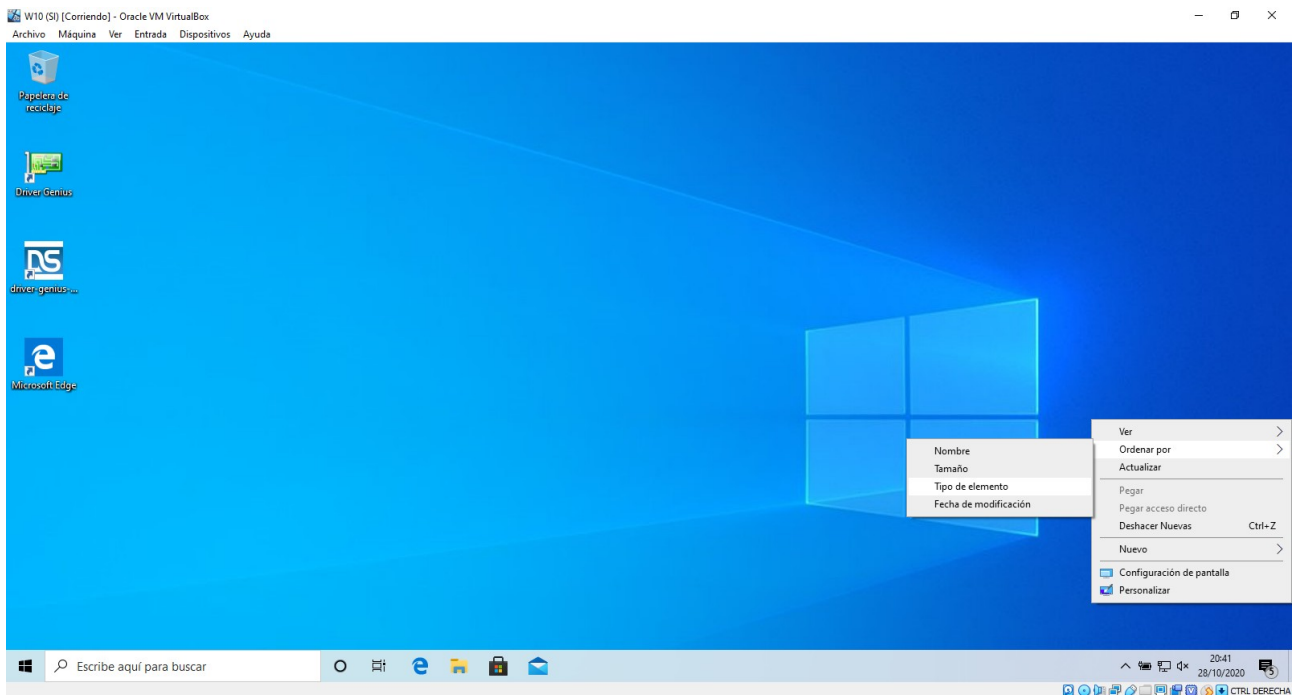 W10 (SI) [Corriendo] - Oracle VM VirtualBox
Archivo Máquina Ver Entrada Dispositivos Ayuda
Papelera de
reciclaje
Driver Genius
DS
driver-genius-...
Microsoft Edge
Ver
Ordenar por
Actualizar
Pegar
Pegar acceso directo
Deshacer Nuevas Ctrl+Z
Nuevo
Configuración de pantalla
Personalizar
Nombre
Tamaño
Tipo de elemento
Fecha de modificación
Escribe aquí para buscar
20:41
28/10/2020
5
CTRL DERECHA